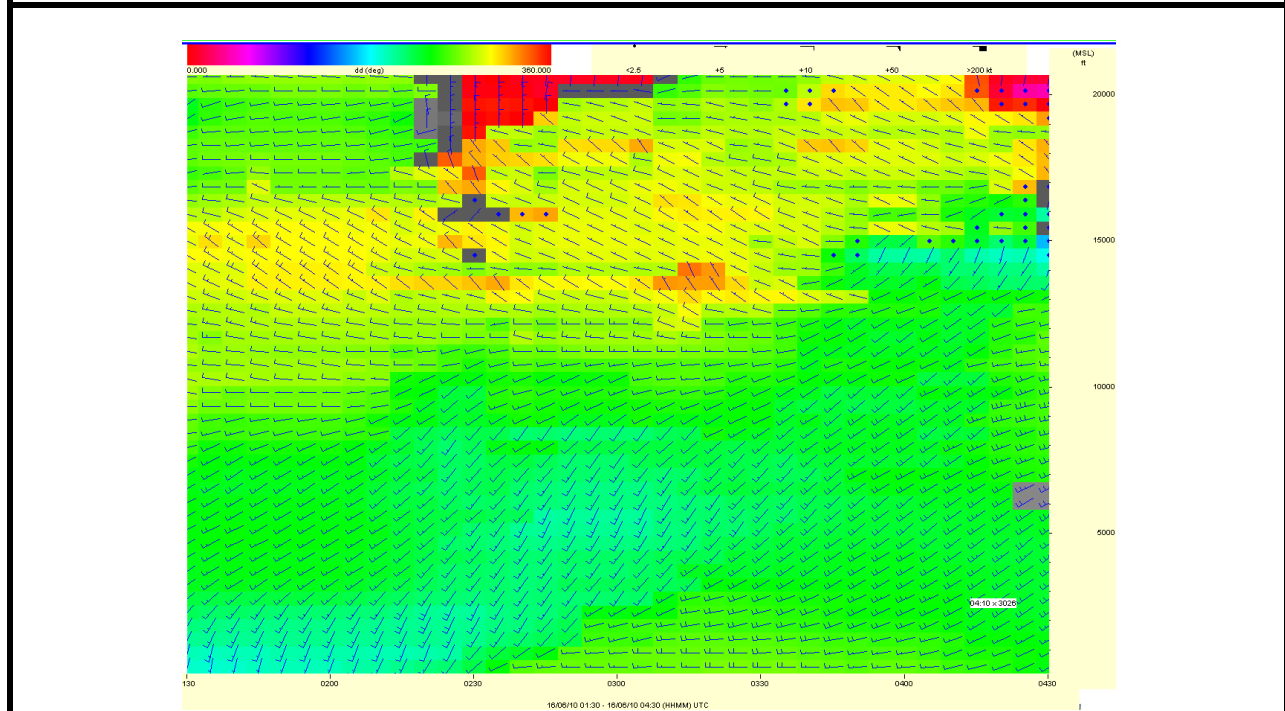 0.000 dd (deg) 360.000 <2.5 +5 +10 +50 >200 kt
(MSL)
ft
20000
15000
10000
5000
04:10 x 3026
130 0200 0230 0300 0330 0400 0430
16/06/10 01:30 - 16/06/10 04:30 (HHMM) UTC